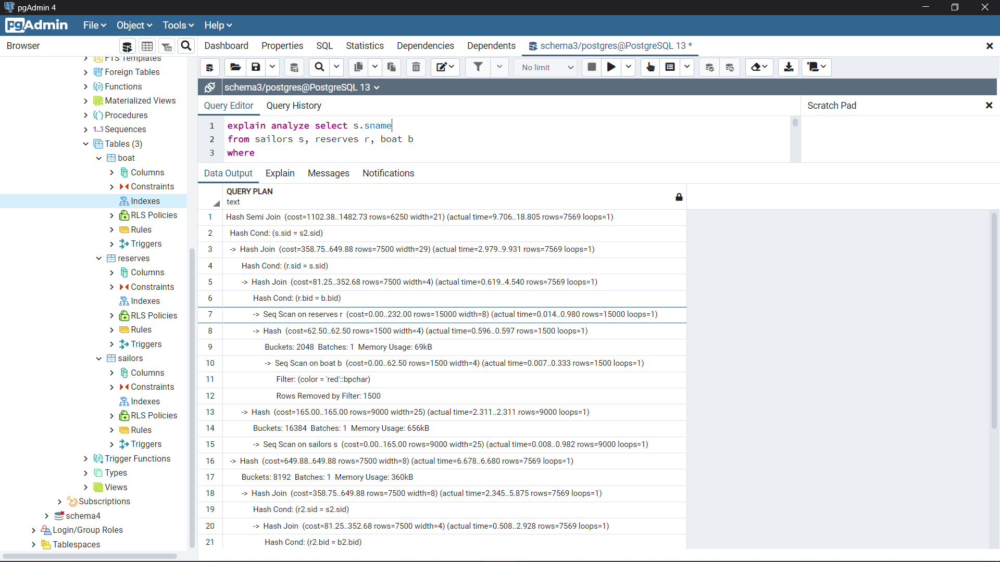 pgAdmin 4
pgAdmin File Object Tools Help
Browser
FTS Templates
Foreign Tables
Functions
Materialized Views
Procedures
1..3 Sequences
Tables (3)
boat
Columns
Constraints
Indexes
RLS Policies
Rules
Triggers
reserves
Columns
Constraints
Indexes
RLS Policies
Rules
Triggers
sailors
Columns
Constraints
Indexes
RLS Policies
Rules
Triggers
Trigger Functions
Types
Views
Subscriptions
schema4
Login/Group Roles
Tablespaces
Dashboard Properties SQL Statistics Dependencies Dependents schema3/postgres@PostgreSQL 13 *
No limit
schema3/postgres@PostgreSQL 13
Query Editor Query History
Scratch Pad
1 explain analyze select s.sname
2 from sailors s, reserves r, boat b
3 where
Data Output Explain Messages Notifications
QUERY PLAN
text
1 Hash Semi Join (cost=1102.38..1482.73 rows=6250 width=21) (actual time=9.706..18.805 rows=7569 loops=1)
2 Hash Cond: (s.sid = s2.sid)
3 -> Hash Join (cost=358.75..649.88 rows=7500 width=29) (actual time=2.979..9.931 rows=7569 loops=1)
4 Hash Cond: (r.sid = s.sid)
5 -> Hash Join (cost=81.25..352.68 rows=7500 width=4) (actual time=0.619..4.540 rows=7569 loops=1)
6 Hash Cond: (r.bid = b.bid)
7 -> Seq Scan on reserves r (cost=0.00..232.00 rows=15000 width=8) (actual time=0.014..0.980 rows=15000 loops=1)
8 -> Hash (cost=62.50..62.50 rows=1500 width=4) (actual time=0.596..0.597 rows=1500 loops=1)
9 Buckets: 2048 Batches: 1 Memory Usage: 69kB
10 -> Seq Scan on boat b (cost=0.00..62.50 rows=1500 width=4) (actual time=0.007..0.333 rows=1500 loops=1)
11 Filter: (color = 'red'::bpchar)
12 Rows Removed by Filter: 1500
13 -> Hash (cost=165.00..165.00 rows=9000 width=25) (actual time=2.311..2.311 rows=9000 loops=1)
14 Buckets: 16384 Batches: 1 Memory Usage: 656kB
15 -> Seq Scan on sailors s (cost=0.00..165.00 rows=9000 width=25) (actual time=0.008..0.982 rows=9000 loops=1)
16 -> Hash (cost=649.88..649.88 rows=7500 width=8) (actual time=6.678..6.680 rows=7569 loops=1)
17 Buckets: 8192 Batches: 1 Memory Usage: 360kB
18 -> Hash Join (cost=358.75..649.88 rows=7500 width=8) (actual time=2.345..5.875 rows=7569 loops=1)
19 Hash Cond: (r2.sid = s2.sid)
20 -> Hash Join (cost=81.25..352.68 rows=7500 width=4) (actual time=0.508..2.928 rows=7569 loops=1)
21 Hash Cond: (r2.bid = b2.bid)